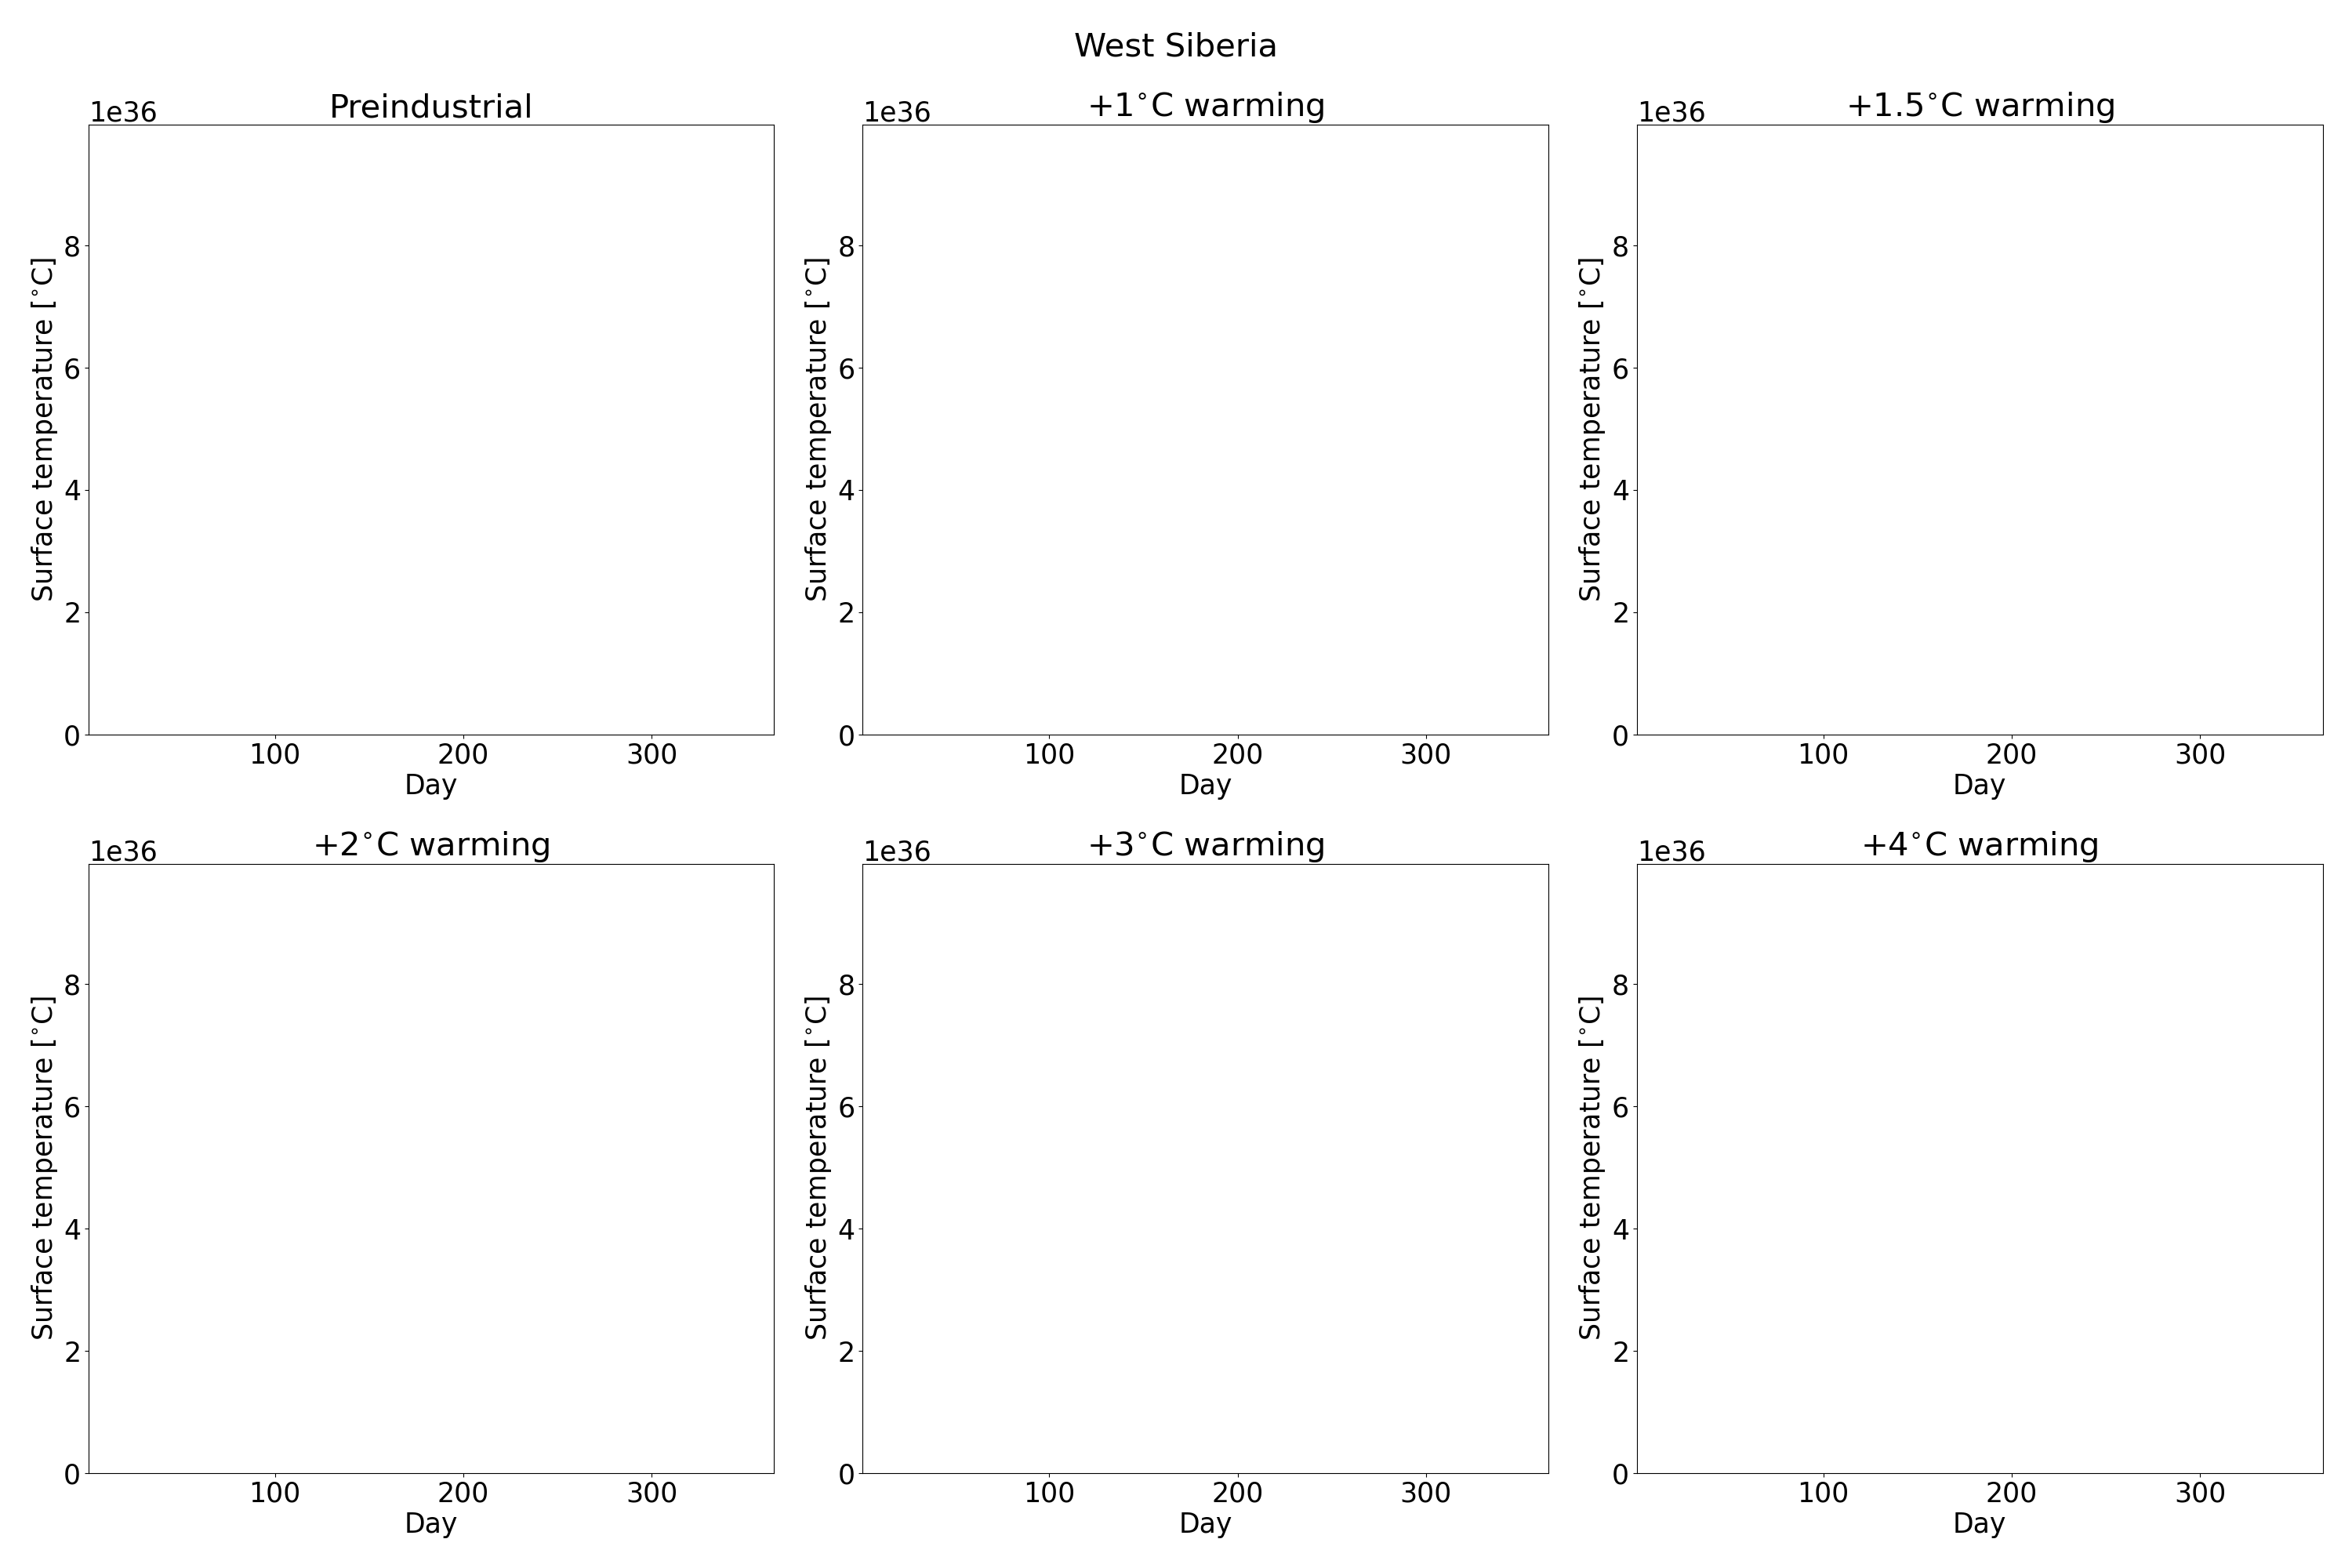 West Siberia
Preindustrial
1e36
8
6
4
2
0
100 200 300
Day
Surface temperature [°C]
+1°C warming
1e36
8
6
4
2
0
100 200 300
Day
Surface temperature [°C]
+1.5°C warming
1e36
8
6
4
2
0
100 200 300
Day
Surface temperature [°C]
+2°C warming
1e36
8
6
4
2
0
100 200 300
Day
Surface temperature [°C]
+3°C warming
1e36
8
6
4
2
0
100 200 300
Day
Surface temperature [°C]
+4°C warming
1e36
8
6
4
2
0
100 200 300
Day
Surface temperature [°C]